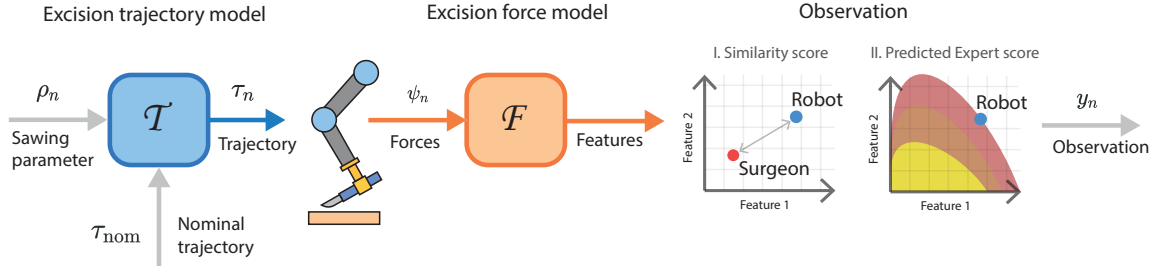 Excision trajectory model
Excision force model
Observation
ρₙ
Sawing
parameter
𝒯
τₙ
Trajectory
τnom
Nominal
trajectory
ψₙ
Forces
ℱ
Features
I. Similarity score
Feature 2
Robot
Surgeon
Feature 1
II. Predicted Expert score
Feature 2
Robot
Feature 1
yₙ
Observation